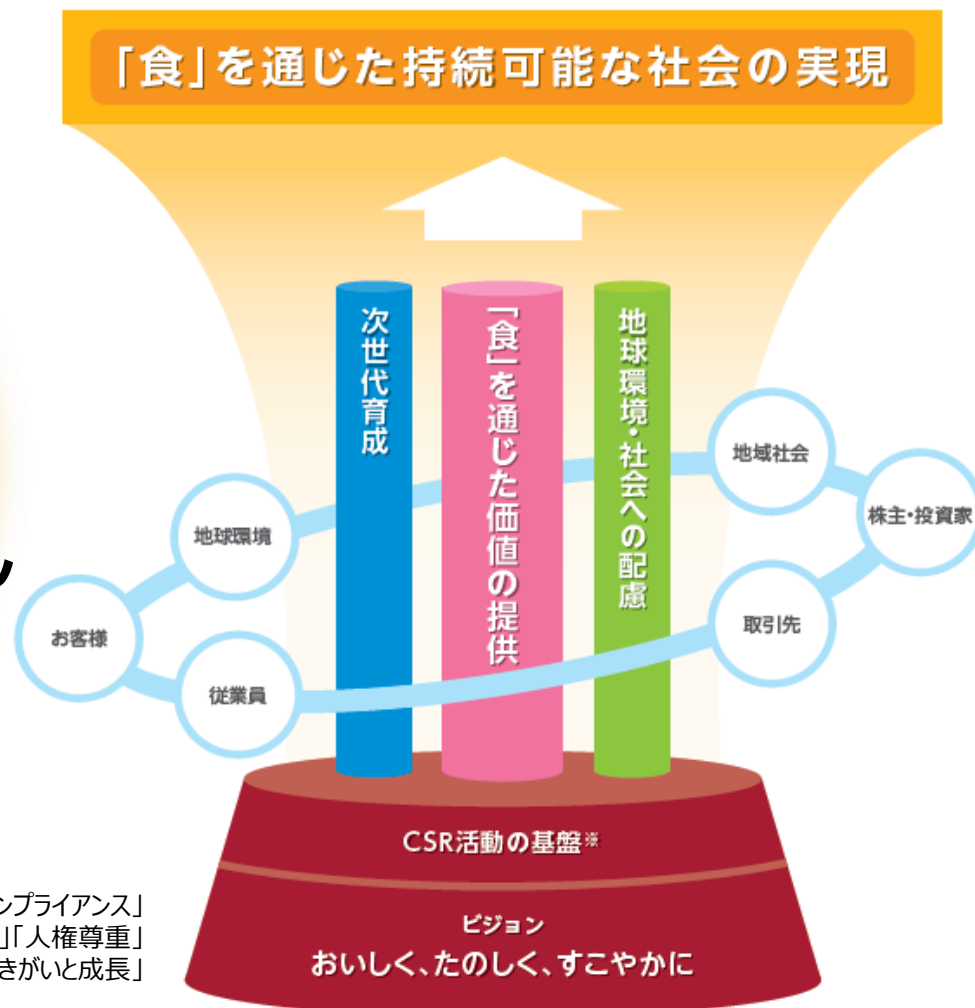 「食」を通じた持続可能な社会の実現
次世代育成
「食」を通じた価値の提供
地球環境・社会への配慮
地域社会
株主・投資家
地球環境
取引先
お客様
従業員
CSR活動の基盤※
ンプライアンス」
」「人権尊重」
きがいと成長」
ビジョン
おいしく、たのしく、すこやかに